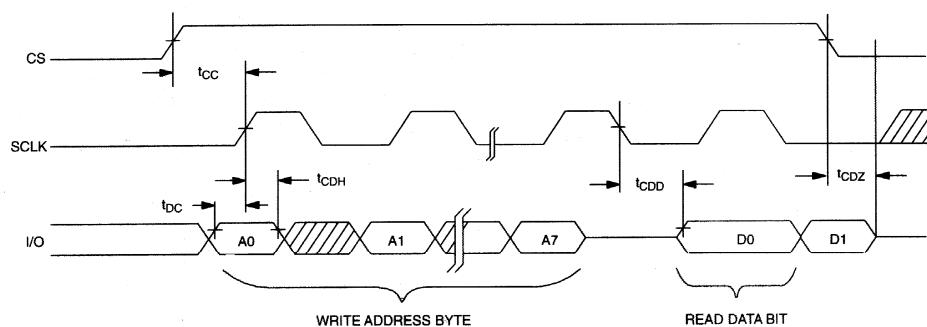 CS
tCC
SCLK
tCDH
tCDD
tCDZ
tDC
I/O
A0
A1
A7
D0
D1
WRITE ADDRESS BYTE
READ DATA BIT